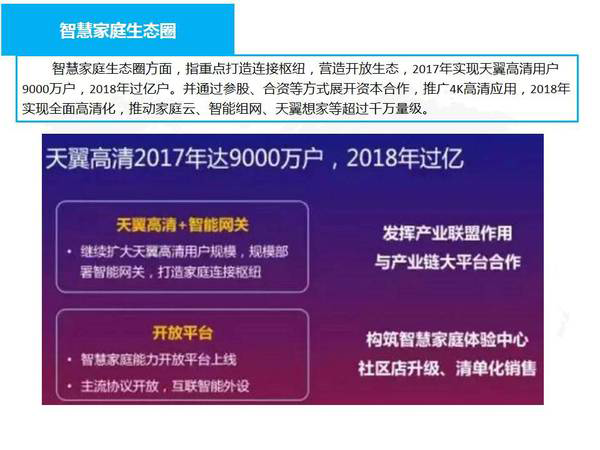 智慧家庭生态圈
智慧家庭生态圈方面，指重点打造连接枢纽，营造开放生态，2017年实现天翼高清用户
9000万户，2018年过亿户。并通过参股、合资等方式展开资本合作，推广4K高清应用，2018年
实现全面高清化，推动家庭云、智能组网、天翼想家等超过千万量级。
天翼高清2017年达9000万户，2018年过亿
天翼高清+智能网关
• 继续扩大天翼高清用户规模，规模部
署智能网关，打造家庭连接枢纽
发挥产业联盟作用
与产业链大平台合作
开放平台
• 智慧家庭能力开放平台上线
• 主流协议开放，互联智能外设
构筑智慧家庭体验中心
社区店升级、清单化销售